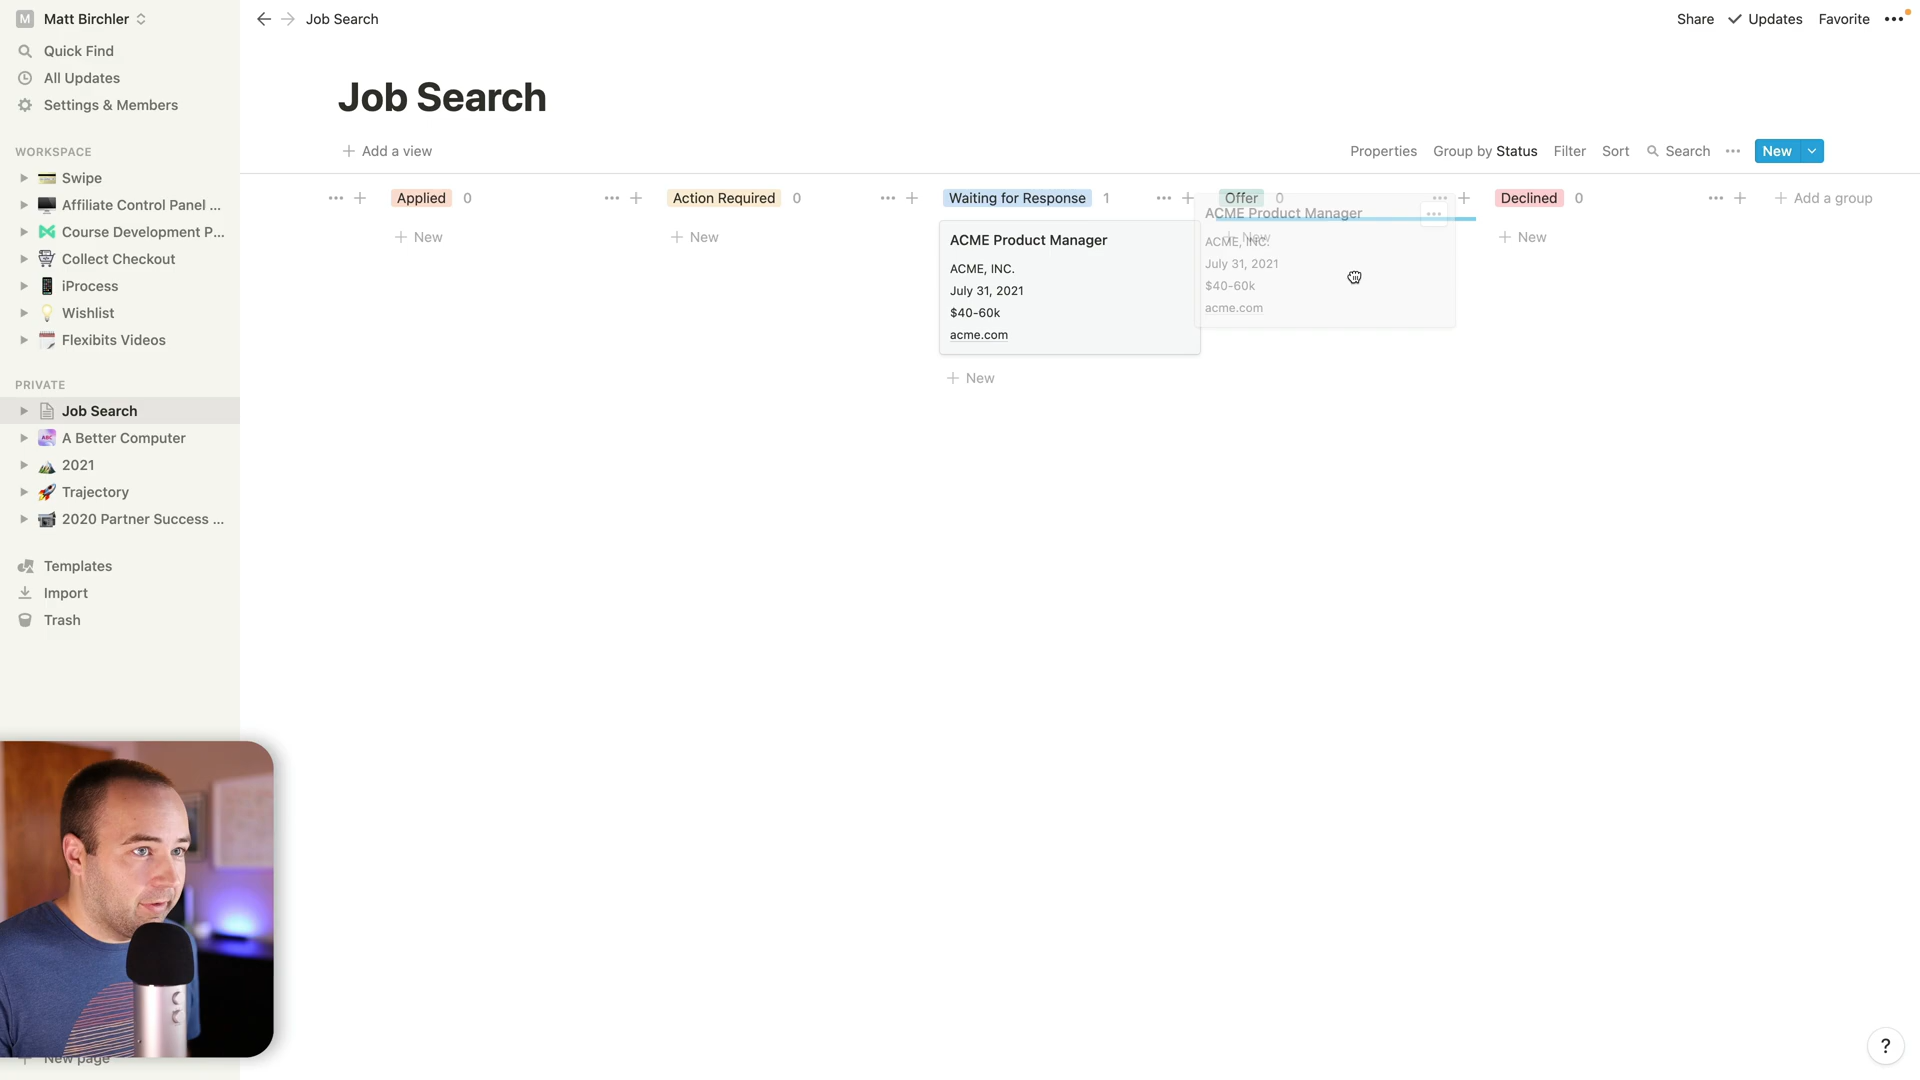 M Matt Birchler
Quick Find
All Updates
Settings & Members
WORKSPACE
Swipe
Affiliate Control Panel ...
Course Development P...
Collect Checkout
iProcess
Wishlist
Flexibits Videos
PRIVATE
Job Search
A Better Computer
2021
Trajectory
2020 Partner Success ...
Templates
Import
Trash
New page
Job Search
Share Updates Favorite
Job Search
Add a view
Properties Group by Status Filter Sort Search New
Applied 0
New
Action Required 0
New
Waiting for Response 1
ACME Product Manager
ACME, INC.
July 31, 2021
$40-60k
acme.com
New
Offer 0
New
ACME Product Manager
ACME, INC.
July 31, 2021
$40-60k
acme.com
Declined 0
New
Add a group
?